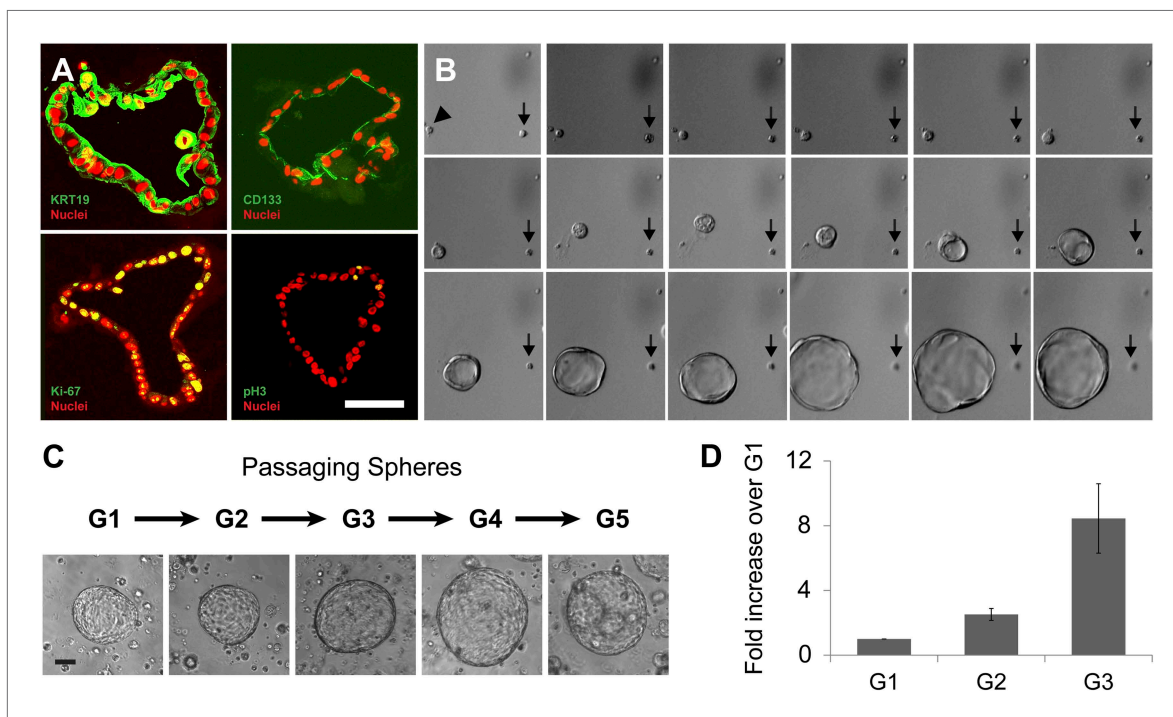 A
KRT19
Nuclei
CD133
Nuclei
Ki-67
Nuclei
pH3
Nuclei
B
C
Passaging Spheres
G1 G2 G3 G4 G5
D
Fold increase over G1
12
8
4
0
G1 G2 G3